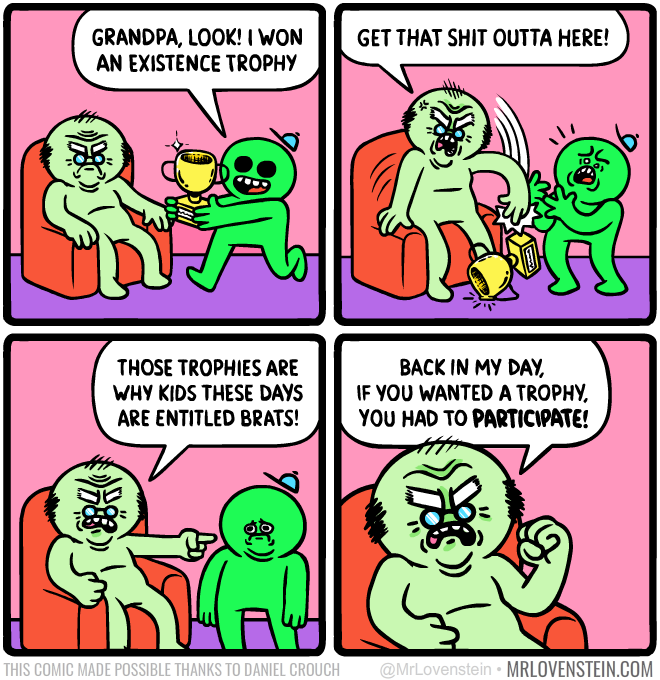 GRANDPA, LOOK! I WON
AN EXISTENCE TROPHY
GET THAT SHIT OUTTA HERE!
THOSE TROPHIES ARE
WHY KIDS THESE DAYS
ARE ENTITLED BRATS!
BACK IN MY DAY,
IF YOU WANTED A TROPHY,
YOU HAD TO PARTICIPATE!
THIS COMIC MADE POSSIBLE THANKS TO DANIEL CROUCH
@MrLovenstein • MRLOVENSTEIN.COM